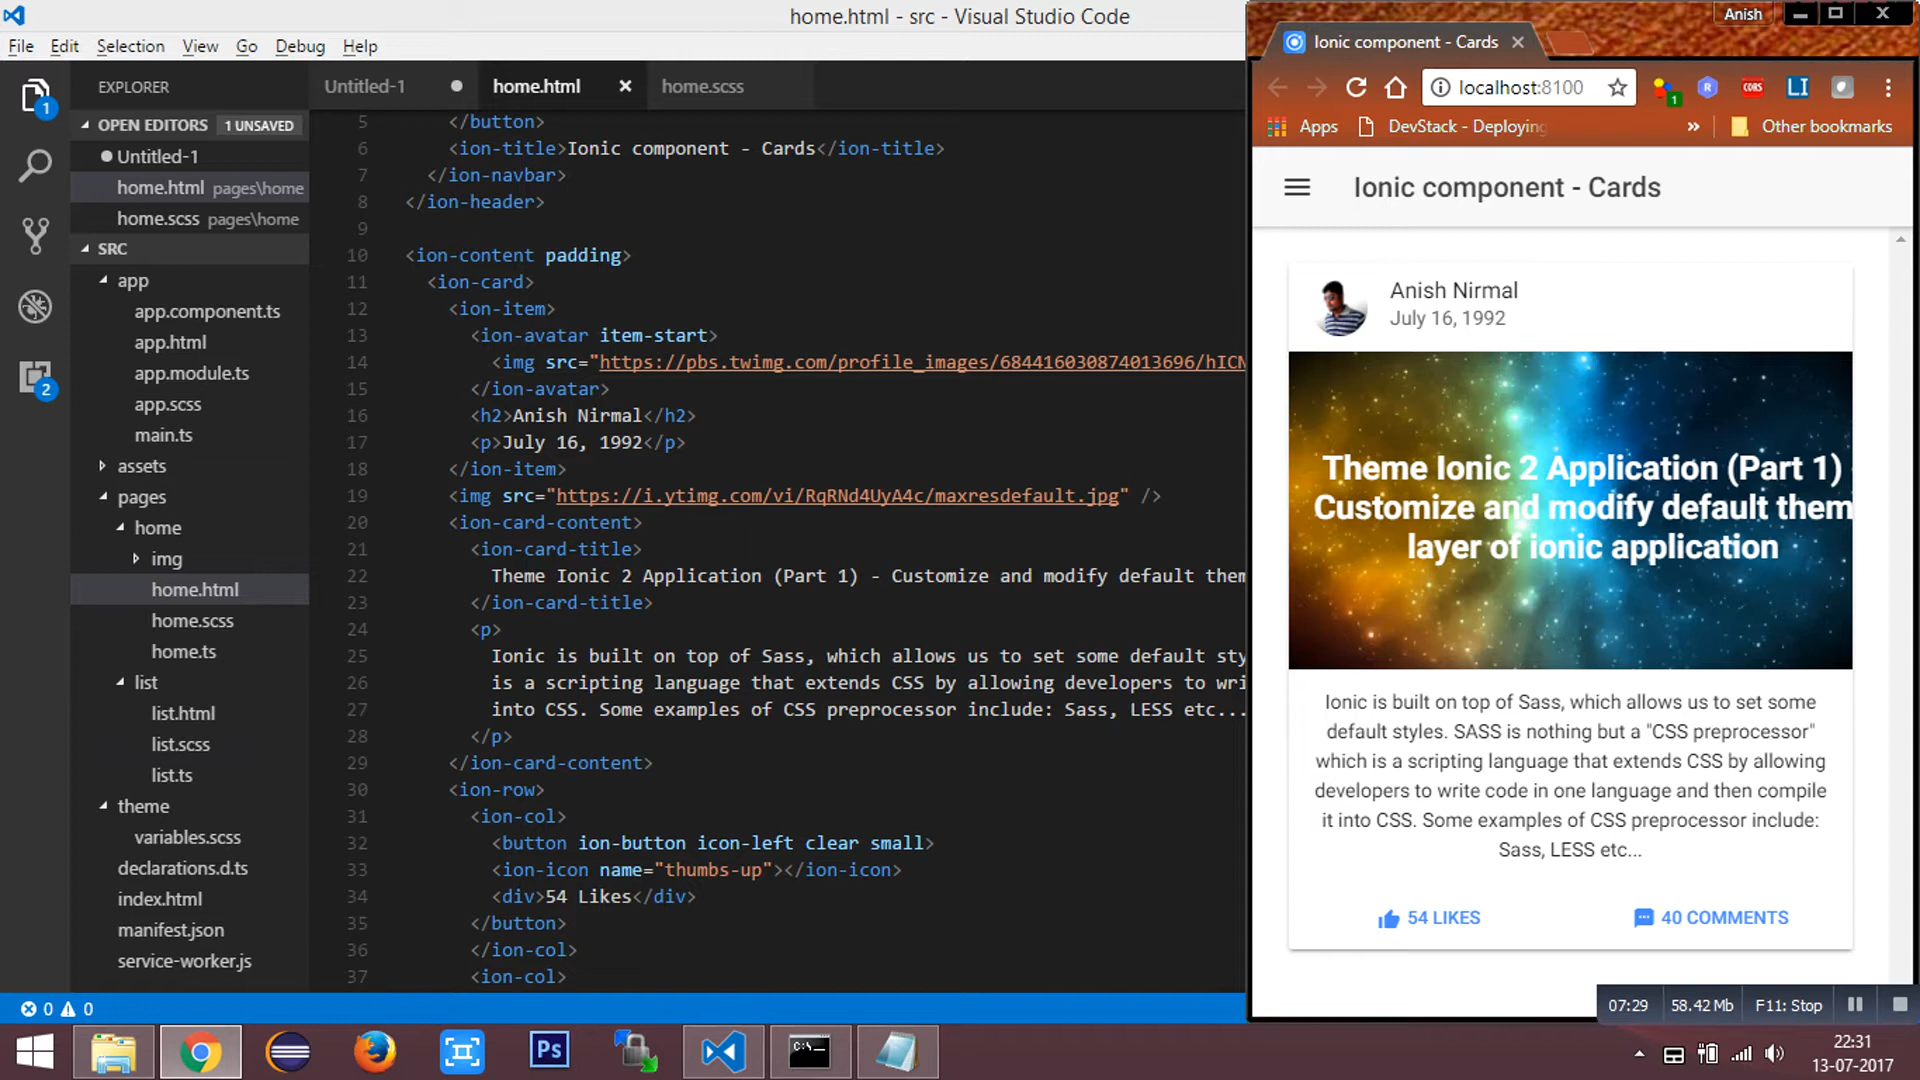 home.html - src - Visual Studio Code
File Edit Selection View Go Debug Help
EXPLORER
OPEN EDITORS 1 UNSAVED
Untitled-1
home.html pages\home
home.scss pages\home
SRC
app
app.component.ts
app.html
app.module.ts
app.scss
main.ts
assets
pages
home
img
home.html
home.scss
home.ts
list
list.html
list.scss
list.ts
theme
variables.scss
declarations.d.ts
index.html
manifest.json
service-worker.js
1
2
Untitled-1 home.html home.scss
5 </button>
6 <ion-title>Ionic component - Cards</ion-title>
7 </ion-navbar>
8 </ion-header>
9
10 <ion-content padding>
11 <ion-card>
12 <ion-item>
13 <ion-avatar item-start>
14 <img src="https://pbs.twimg.com/profile_images/684416030874013696/hICN
15 </ion-avatar>
16 <h2>Anish Nirmal</h2>
17 <p>July 16, 1992</p>
18 </ion-item>
19 <img src="https://i.ytimg.com/vi/RqRNd4UyA4c/maxresdefault.jpg" />
20 <ion-card-content>
21 <ion-card-title>
22 Theme Ionic 2 Application (Part 1) - Customize and modify default them
23 </ion-card-title>
24 <p>
25 Ionic is built on top of Sass, which allows us to set some default sty
26 is a scripting language that extends CSS by allowing developers to wri
27 into CSS. Some examples of CSS preprocessor include: Sass, LESS etc...
28 </p>
29 </ion-card-content>
30 <ion-row>
31 <ion-col>
32 <button ion-button icon-left clear small>
33 <ion-icon name="thumbs-up"></ion-icon>
34 <div>54 Likes</div>
35 </button>
36 </ion-col>
37 <ion-col>
0 0
Anish
Ionic component - Cards
localhost:8100
1 R CORS LI
Apps DevStack - Deploying » Other bookmarks
Ionic component - Cards
Anish Nirmal
July 16, 1992
Theme Ionic 2 Application (Part 1)
Customize and modify default them
layer of ionic application
Ionic is built on top of Sass, which allows us to set some
default styles. SASS is nothing but a "CSS preprocessor"
which is a scripting language that extends CSS by allowing
developers to write code in one language and then compile
it into CSS. Some examples of CSS preprocessor include:
Sass, LESS etc...
54 LIKES 40 COMMENTS
07:29 58.42 Mb F11: Stop
Ps
C:\
22:31
13-07-2017